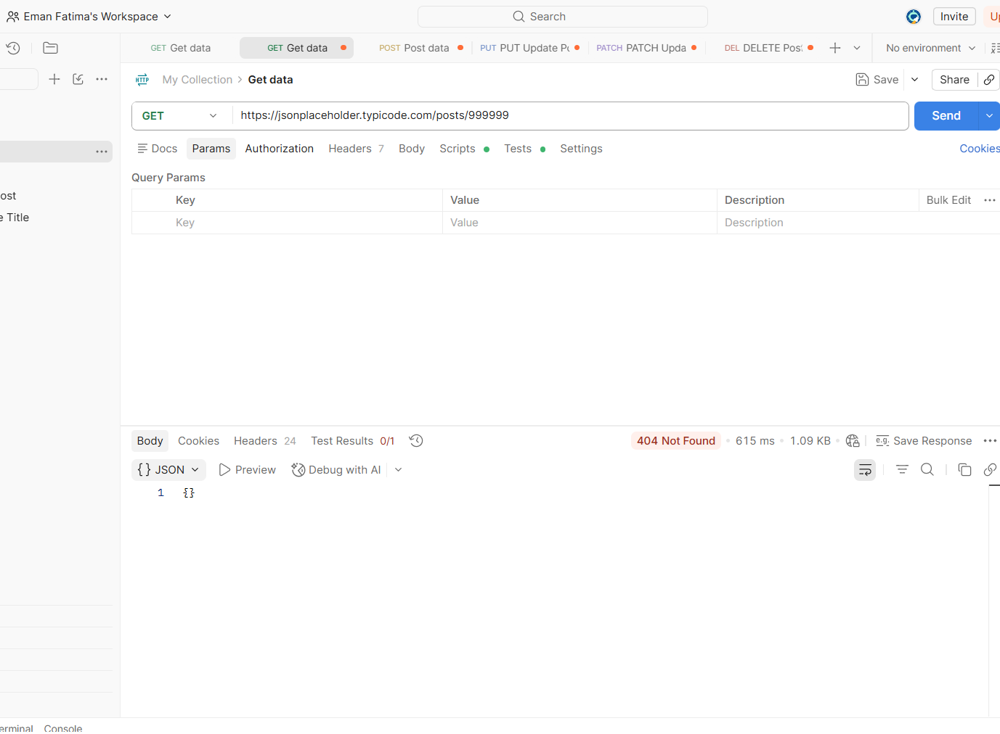 Eman Fatima's Workspace
Search
Invite
GET Get data
GET Get data
POST Post data
PUT PUT Update
PATCH PATCH Upda
DEL DELETE Pos
No environment
HTTP My Collection > Get data
Save
Share
GET
https://jsonplaceholder.typicode.com/posts/999999
Send
Docs
Params
Authorization
Headers 7
Body
Scripts
Tests
Settings
Cookies
Query Params
Key
Value
Description
Bulk Edit
Key
Value
Description
ost
e Title
Body
Cookies
Headers 24
Test Results 0/1
404 Not Found
615 ms
1.09 KB
e.g. Save Response
{} JSON
Preview
Debug with AI
1 {}
erminal
Console